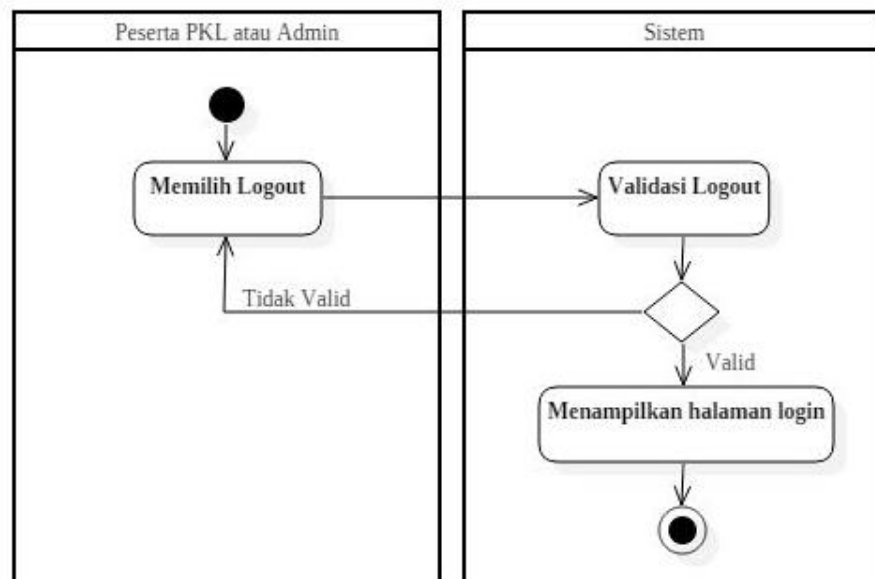 Peserta PKL atau Admin
Sistem
Memilih Logout
Validasi Logout
Tidak Valid
Valid
Menampilkan halaman login